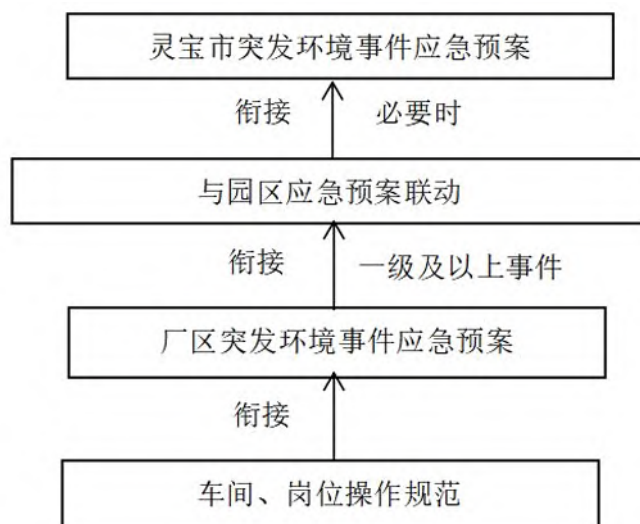 灵宝市突发环境事件应急预案
衔接 必要时
与园区应急预案联动
衔接 一级及以上事件
厂区突发环境事件应急预案
衔接
车间、岗位操作规范